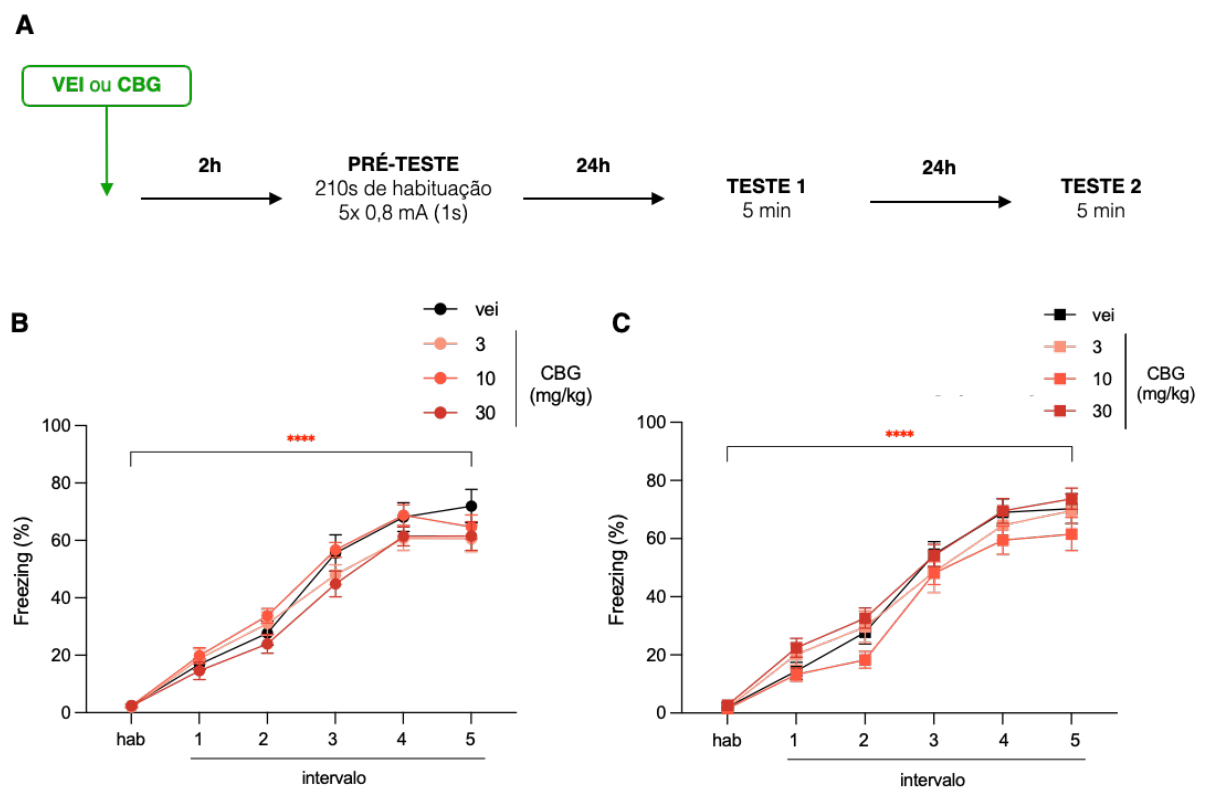 A
VEI ou CBG
2h
PRÉ-TESTE
210s de habituação
5x 0,8 mA (1s)
24h
TESTE 1
5 min
24h
TESTE 2
5 min
B
vei
3
10
30
CBG
(mg/kg)
Freezing (%)
100
80
60
40
20
0
****
hab
1
2
3
4
5
intervalo
C
vei
3
10
30
CBG
(mg/kg)
Freezing (%)
100
80
60
40
20
0
****
hab
1
2
3
4
5
intervalo